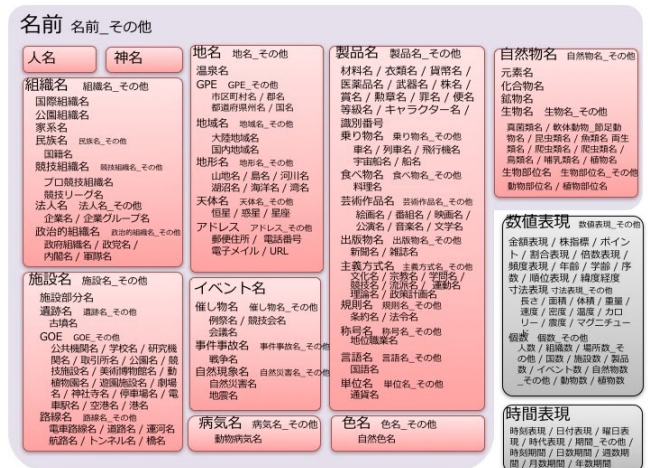 名前 名前_その他
人名
神名
組織名 組織名_その他
国際組織名
公園組織名
家系名
民族名 民族名_その他
国籍名
競技組織名 競技組織名_その他
プロ競技組織名
競技リーグ名
法人名 法人名_その他
企業名 / 企業グループ名
政治的組織名 政治的組織名_その他
政府組織名 / 政党名 /
内閣名 / 軍隊名
施設名 施設名_その他
施設部分名
遺跡名 遺跡名_その他
古墳名
GOE GOE_その他
公共機関名 / 学校名 / 研究機
関名 / 取引所名 / 公園名 / 競
技施設名 / 美術博物館名 / 動
植物園名 / 遊園施設名 / 劇場
名 / 神社寺名 / 停車場名 / 電
車駅名 / 空港名 / 港名
路線名 路線名_その他
電車路線名 / 道路名 / 運河名
航路名 / トンネル名 / 橋名
地名 地名_その他
温泉名
GPE GPE_その他
市区町村名 / 郡名
都道府県州名 / 国名
地域名 地域名_その他
大陸地域名
国内地域名
地形名 地形名_その他
山地名 / 島名 / 河川名
湖沼名 / 海洋名 / 湾名
天体名 天体名_その他
恒星名 / 惑星名 / 星座
アドレス アドレス_その他
郵便住所 / 電話番号
電子メイル / URL
イベント名
催し物名 催し物名_その他
例祭名 / 競技会名
会議名
事件事故名 事件事故名_その他
戦争名
自然現象名 自然災害名_その他
自然災害名
地震名
病気名 病気名_その他
動物病気名
製品名 製品名_その他
材料名 / 衣類名 / 貨幣名 /
医薬品名 / 武器名 / 株名 /
賞名 / 勲章名 / 罪名 / 便名
等級名 / キャラクター名 /
識別番号
乗り物名 乗り物名_その他
車名 / 列車名 / 飛行機名
宇宙船名 / 船名
食べ物名 食べ物名_その他
料理名
芸術作品名 芸術作品名_その他
絵画名 / 番組名 / 映画名 /
公演名 / 音楽名 / 文学名
出版物名 出版物名_その他
新聞名 / 雑誌名
主義方式名 主義方式名_その他
文化名 / 宗教名 / 学問名 /
競技名 / 流派名 / 運動名
理論名 / 政策計画名
規則名 規則名_その他
条約名 / 法令名
称号名 称号名_その他
地位職業名
言語名 言語名_その他
国語名
単位名 単位名_その他
通貨名
色名 色名_その他
自然色名
自然物名 自然物名_その他
元素名
化合物名
鉱物名
生物名 生物名_その他
真菌類名 / 軟体動物_節足動
物名 / 昆虫類名 / 魚類名 両生
類名 / 爬虫類名 / 爬虫類名 /
鳥類名 / 哺乳類名 / 植物名
生物部位名 生物部位名_その他
動物部位名 / 植物部位名
数値表現 数値表現_その他
金額表現 / 株指標 / ポイン
ト / 割合表現 / 倍数表現 /
頻度表現 / 年齢 / 学齢 / 序
数 / 順位表現 / 緯度経度
寸法表現 寸法表現_その他
長さ / 面積 / 体積 / 重量 /
速度 / 密度 / 温度 / カロ
リー / 震度 / マグニチュー
ド
個数 個数_その他
人数 / 組織数 / 場所数_そ
の他 / 国数 / 施設数 / 製品
数 / イベント数 / 自然物数
_その他 / 動物数 / 植物数
時間表現
時刻表現 / 日付表現 / 曜日表
現 / 時代表現 / 期間_その他 /
時刻期間 / 日数期間 / 週数期
間 / 月数期間 / 年数期間